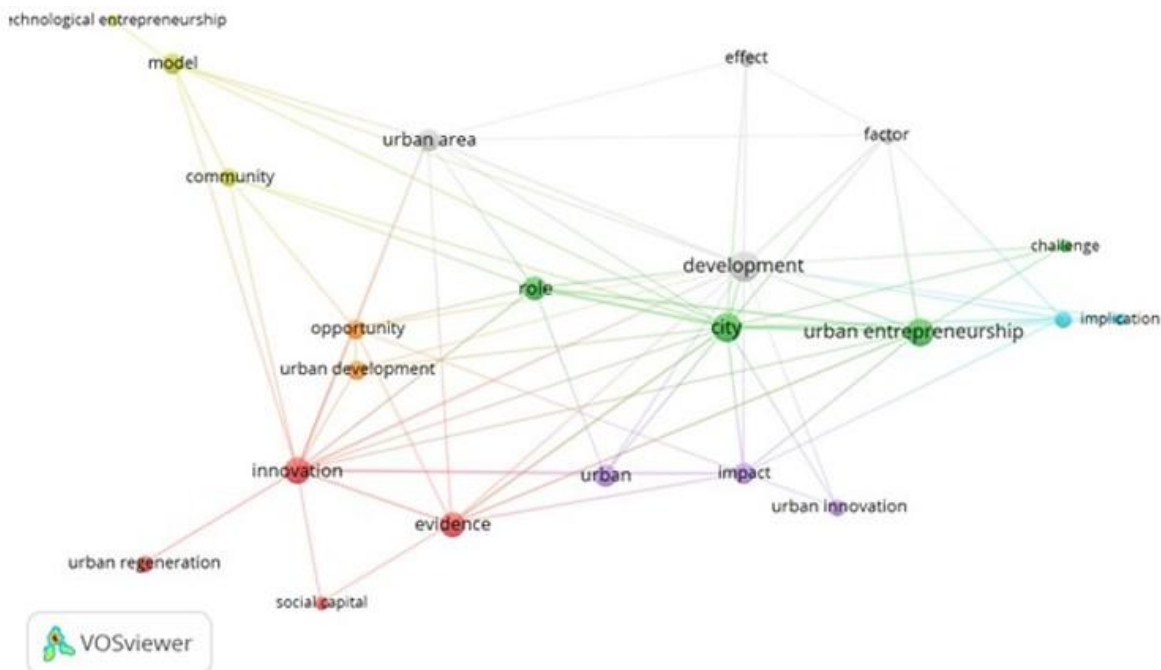 echnological entrepreneurship
model
effect
urban area
factor
community
challenge
development
role
opportunity
city
urban entrepreneurship
implication
urban development
innovation
urban
impact
urban innovation
evidence
urban regeneration
social capital
VOSviewer